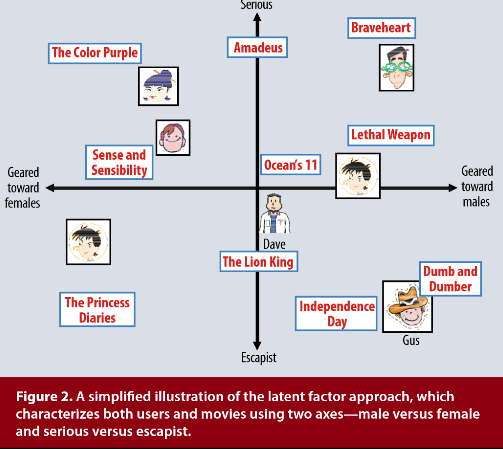 Serious
Braveheart
Amadeus
The Color Purple
Lethal Weapon
Sense and
Sensibility
Ocean's 11
Geared
toward
females
Geared
toward
males
Dave
The Lion King
Dumb and
Dumber
The Princess
Diaries
Independence
Day
Gus
Escapist
Figure 2. A simplified illustration of the latent factor approach, which
characterizes both users and movies using two axes—male versus female
and serious versus escapist.